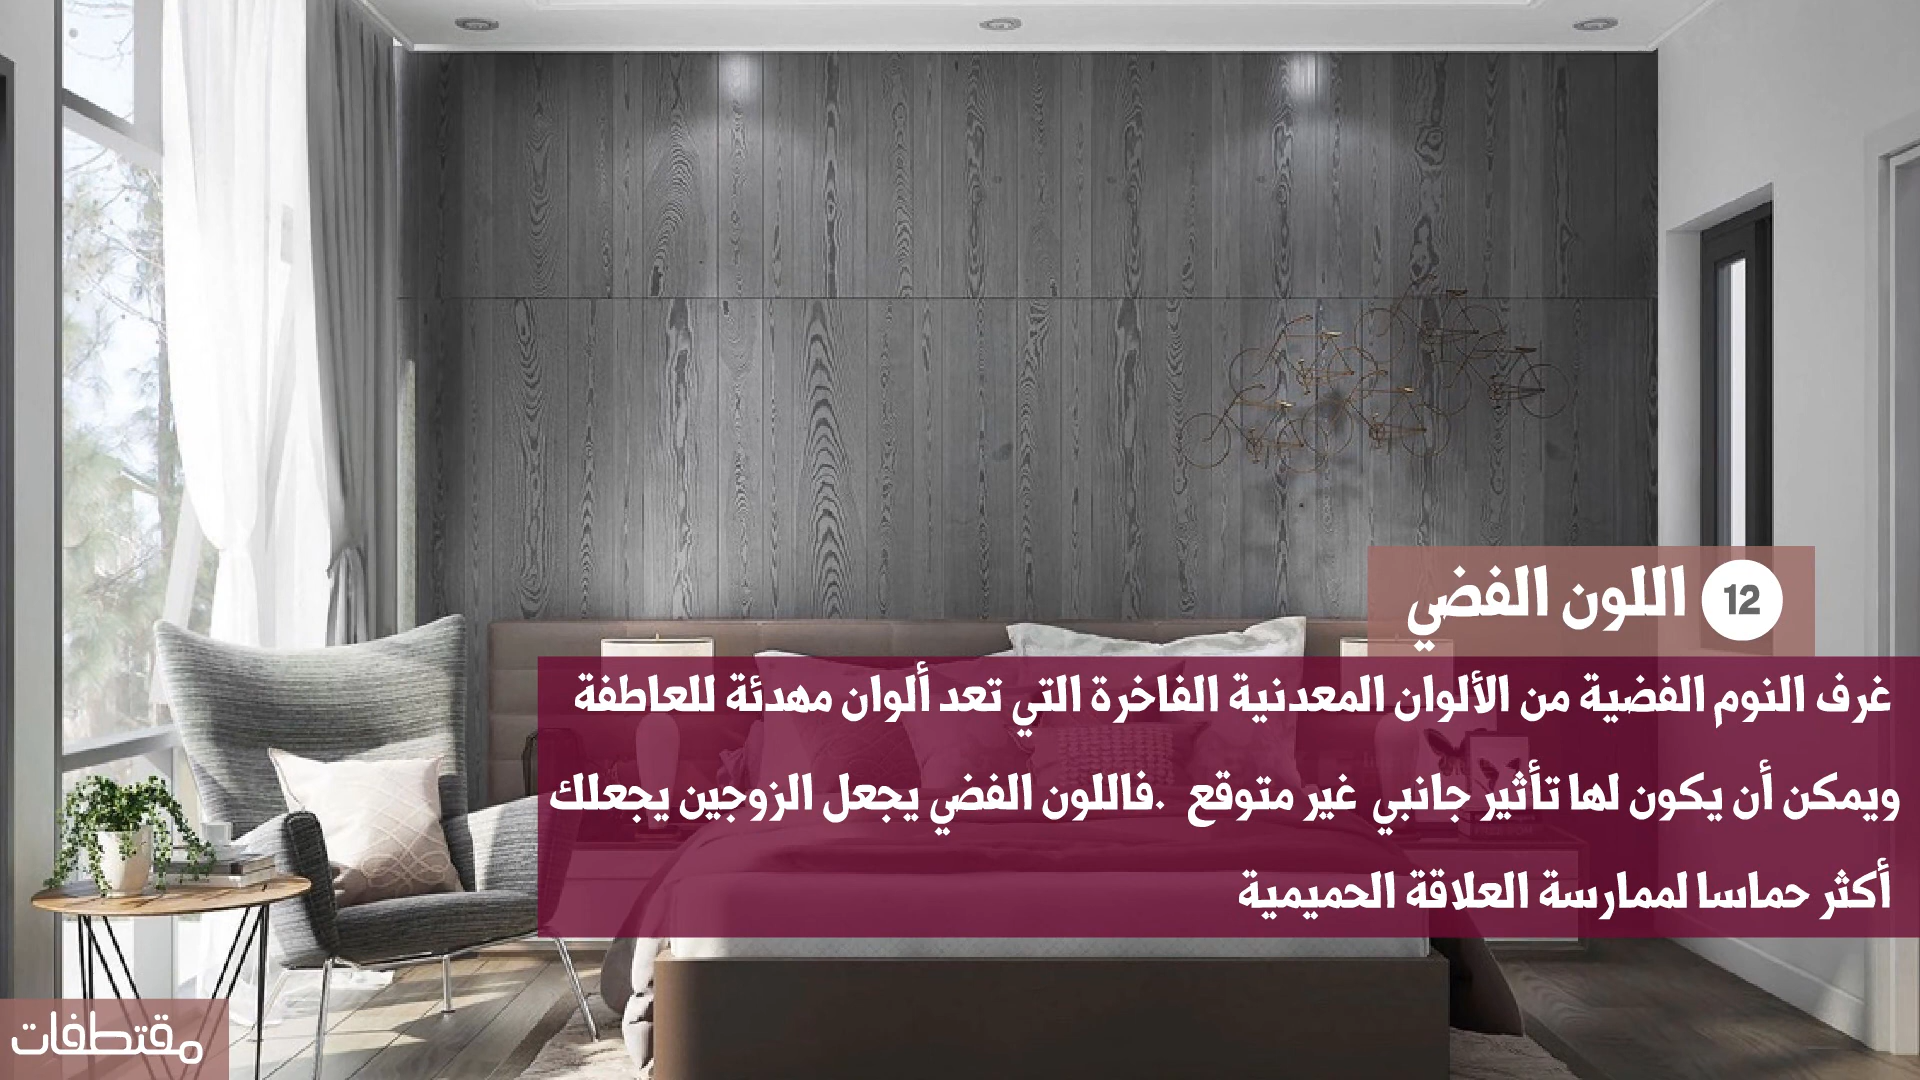 12 اللون الفضي
غرف النوم الفضية من الألوان المعدنية الفاخرة التي تعد ألوان مهدئة للعاطفة
ويمكن أن يكون لها تأثير جانبي غير متوقع .فاللون الفضي يجعل الزوجين يجعلك
أكثر حماسا لممارسة العلاقة الحميمية
مقتطفات